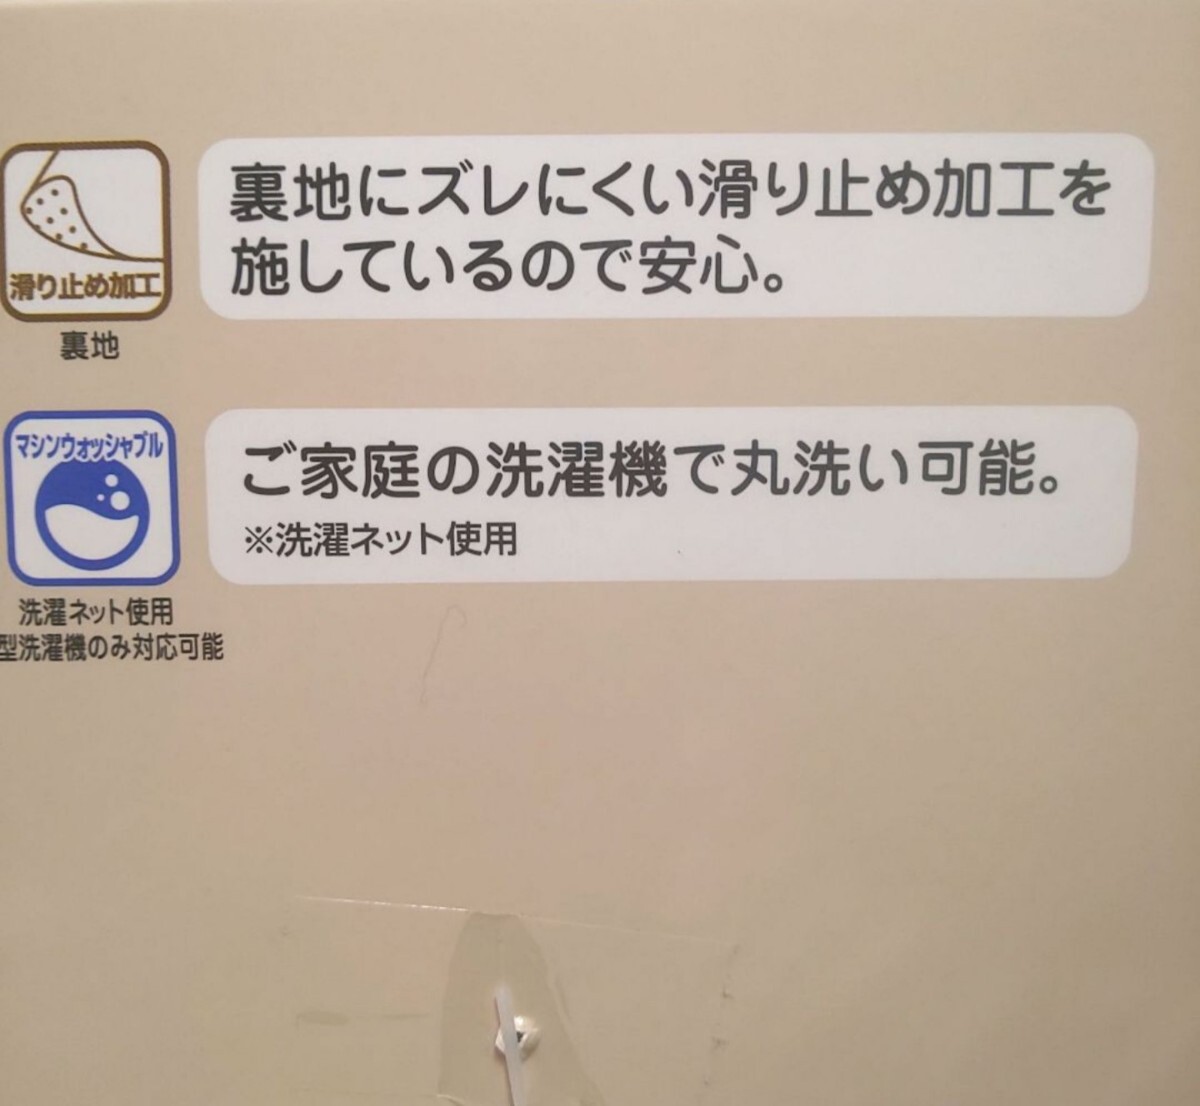 滑り止め加工
裏地
裏地にズレにくい滑り止め加工を
施しているので安心。
マシンウォッシャブル
洗濯ネット使用
型洗濯機のみ対応可能
ご家庭の洗濯機で丸洗い可能。
※洗濯ネット使用